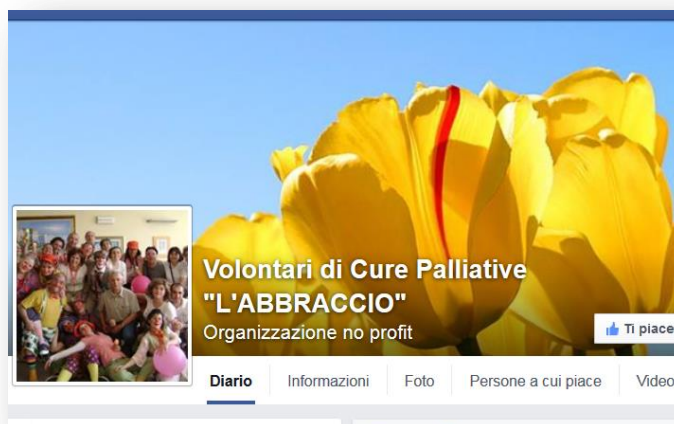 Volontari di Cure Palliative
"L'ABBRACCIO"
Organizzazione no profit
Ti piace
Diario Informazioni Foto Persone a cui piace Video